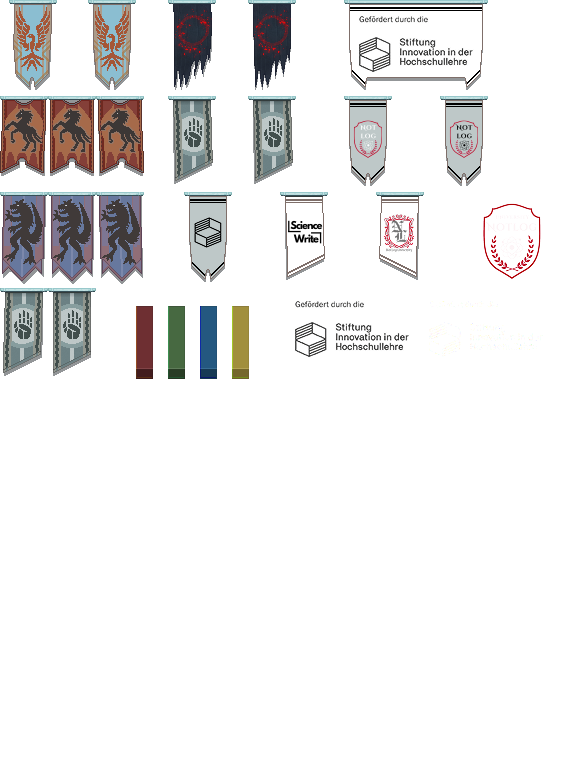 Gefördert durch die
Stiftung
Innovation in der
Hochschullehre
NOT
LOG
NOT
LOG
Science
Write
Gefördert durch die
Stiftung
Innovation in der
Hochschullehre